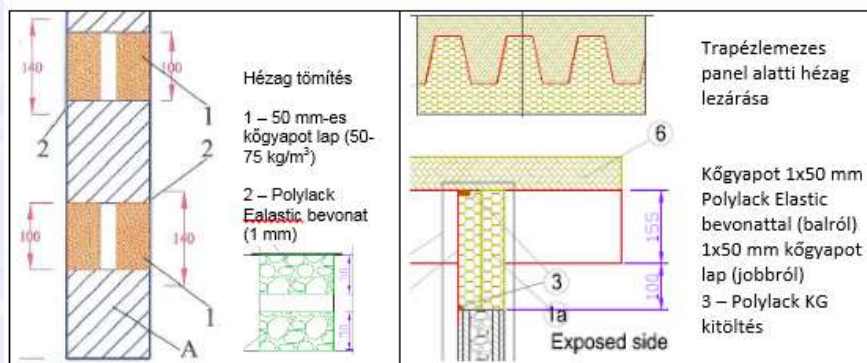 140
100
1
2
2
100
140
1
A
Hézag tömítés
1 – 50 mm-es
kőgyapot lap (50-
75 kg/m³)
2 – Polylack
Ealastic bevonat
(1 mm)
50
50
6
155
100
3
1a
Exposed side
Trapézlemezes
panel alatti hézag
lezárása
Kőgyapot 1x50 mm
Polylack Elastic
bevonattal (balról)
1x50 mm kőgyapot
lap (jobbról)
3 – Polylack KG
kitöltés